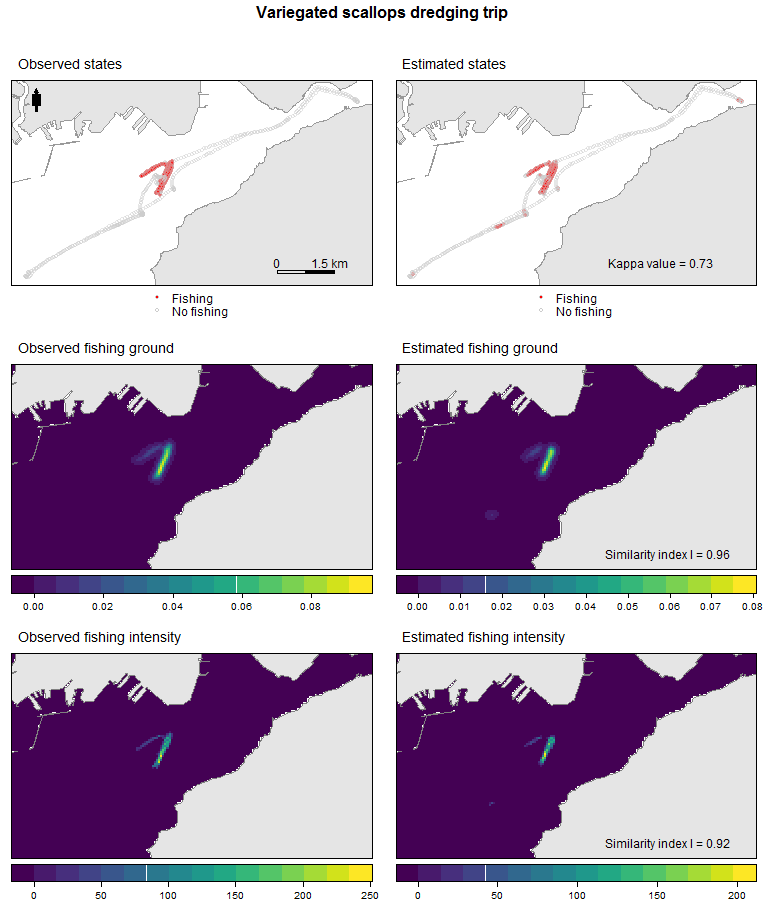 Variegated scallops dredging trip
Observed states
Estimated states
0 1.5 km
Kappa value = 0.73
Fishing
No fishing
Fishing
No fishing
Observed fishing ground
Estimated fishing ground
Similarity index I = 0.96
0.00 0.02 0.04 0.06 0.08
0.00 0.01 0.02 0.03 0.04 0.05 0.06 0.07 0.08
Observed fishing intensity
Estimated fishing intensity
Similarity index I = 0.92
0 50 100 150 200 250
0 50 100 150 200